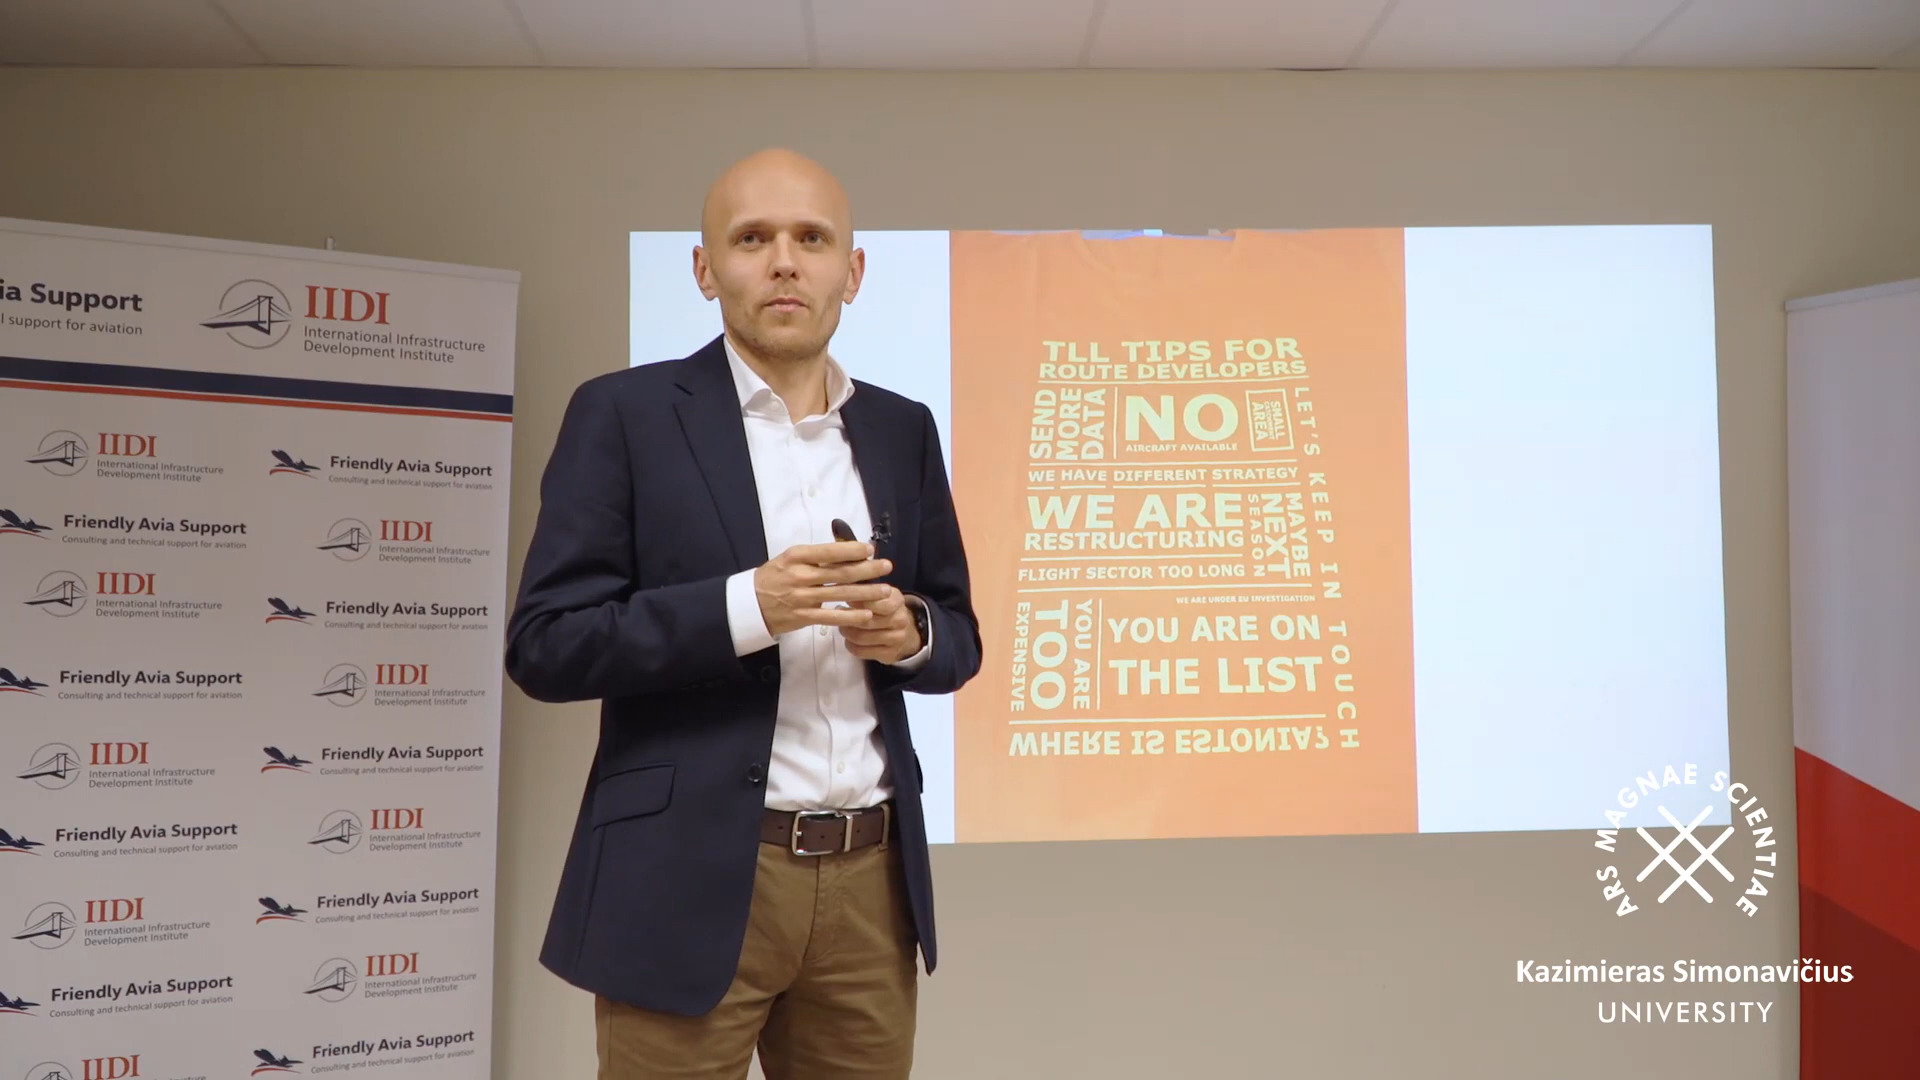 ia Support
l support for aviation
IIDI
International Infrastructure
Development Institute
IIDI
International Infrastructure
Development Institute
Friendly Avia Support
Consulting and technical support for aviation
Friendly Avia Support
Consulting and technical support for aviation
IIDI
International Infrastructure
Development Institute
IIDI
International Infrastructure
Development Institute
Friendly Avia Support
Consulting and technical support for aviation
Friendly Avia Support
Consulting and technical support for aviation
IIDI
International Infrastructure
Development Institute
IIDI
International Infrastructure
Development Institute
Friendly Avia Support
Consulting and technical support for aviation
Friendly Avia Support
Consulting and technical support for aviation
IIDI
International Infrastructure
Development Institute
IIDI
International Infrastructure
Development Institute
Friendly Avia Support
Consulting and technical support for aviation
Friendly Avia Support
Consulting and technical support for aviation
IIDI
International Infrastructure
Development Institute
IIDI
International Infrastructure
Friendly Avia Support
Consulting and technical support for aviation
TLL TIPS FOR
ROUTE DEVELOPERS
SEND
MORE
DATA
NO
AIRCRAFT AVAILABLE
SMALL
CATCHMENT
AREA
LET'S KEEP IN TOUCH
WE HAVE DIFFERENT STRATEGY
WE ARE
RESTRUCTURING
MAYBE
NEXT
SEASON
FLIGHT SECTOR TOO LONG
WE ARE UNDER EU INVESTIGATION
YOU ARE
TOO
EXPENSIVE
YOU ARE ON
THE LIST
WHERE IS ESTONIA?
ARS MAGNAE SCIENTIAE
Kazimieras Simonavičius
UNIVERSITY